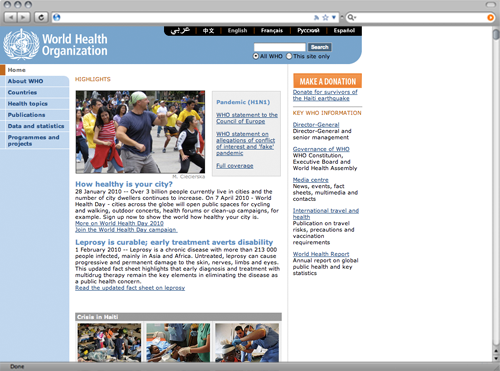 عربي
中文
English
Français
Русский
Español
World Health
Organization
Search
All WHO
This site only
Home
About WHO
Countries
Health topics
Publications
Data and statistics
Programmes and
projects
HIGHLIGHTS
M. Ciecierska
How healthy is your city?
28 January 2010 -- Over 3 billion people currently live in cities and the
number of city dwellers continues to increase. On 7 April 2010 - World
Health Day - cities across the globe will open public spaces for cycling
and walking, outdoor concerts, health forums or clean-up campaigns, for
example. Sign up now to show the world how healthy your city is.
More on World Health Day 2010
Join the World Health Day campaign
Leprosy is curable; early treatment averts disability
1 February 2010 -- Leprosy is a chronic disease with more than 213 000
people infected, mainly in Asia and Africa. Untreated, leprosy can cause
progressive and permanent damage to the skin, nerves, limbs and eyes.
This updated fact sheet highlights that early diagnosis and treatment with
multidrug therapy remain the key elements in eliminating the disease as
a public health concern.
Read the updated fact sheet on leprosy
Crisis in Haiti
Pandemic (H1N1)
WHO statement to the
Council of Europe
WHO statement on
allegations of conflict
of interest and 'fake'
pandemic
Full coverage
MAKE A DONATION
Donate for survivors of
the Haiti earthquake
KEY WHO INFORMATION
Director-General
Director-General and
senior management
Governance of WHO
WHO Constitution,
Executive Board and
World Health Assembly
Media centre
News, events, fact
sheets, multimedia and
contacts
International travel and
health
Publication on travel
risks, precautions and
vaccination
requirements
World Health Report
Annual report on global
public health and key
statistics
Done